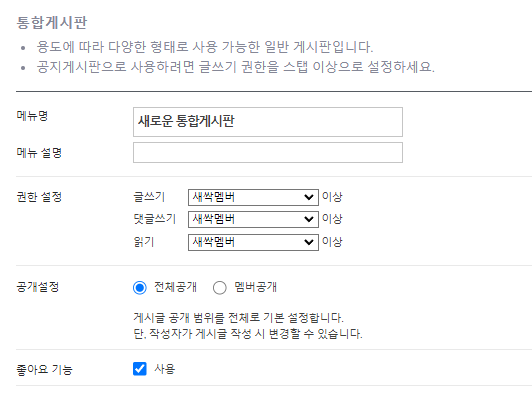 통합게시판
• 용도에 따라 다양한 형태로 사용 가능한 일반 게시판입니다.
• 공지게시판으로 사용하려면 글쓰기 권한을 스탭 이상으로 설정하세요.
메뉴명 새로운 통합게시판
메뉴 설명
권한 설정 글쓰기 새싹멤버 이상
댓글쓰기 새싹멤버 이상
읽기 새싹멤버 이상
공개설정 전체공개 멤버공개
게시글 공개 범위를 전체로 기본 설정합니다.
단, 작성자가 게시글 작성 시 변경할 수 있습니다.
좋아요 기능 사용